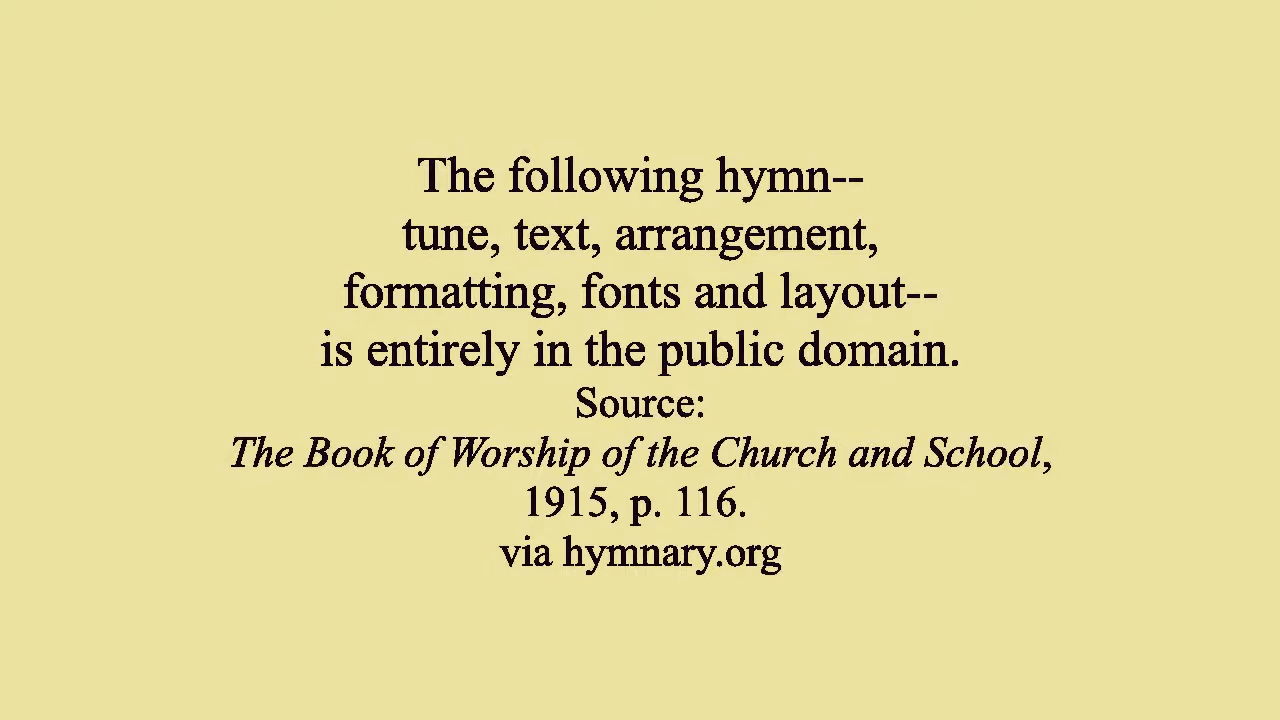 The following hymn--
tune, text, arrangement,
formatting, fonts and layout--
is entirely in the public domain.
Source:
The Book of Worship of the Church and School,
1915, p. 116.
via hymnary.org